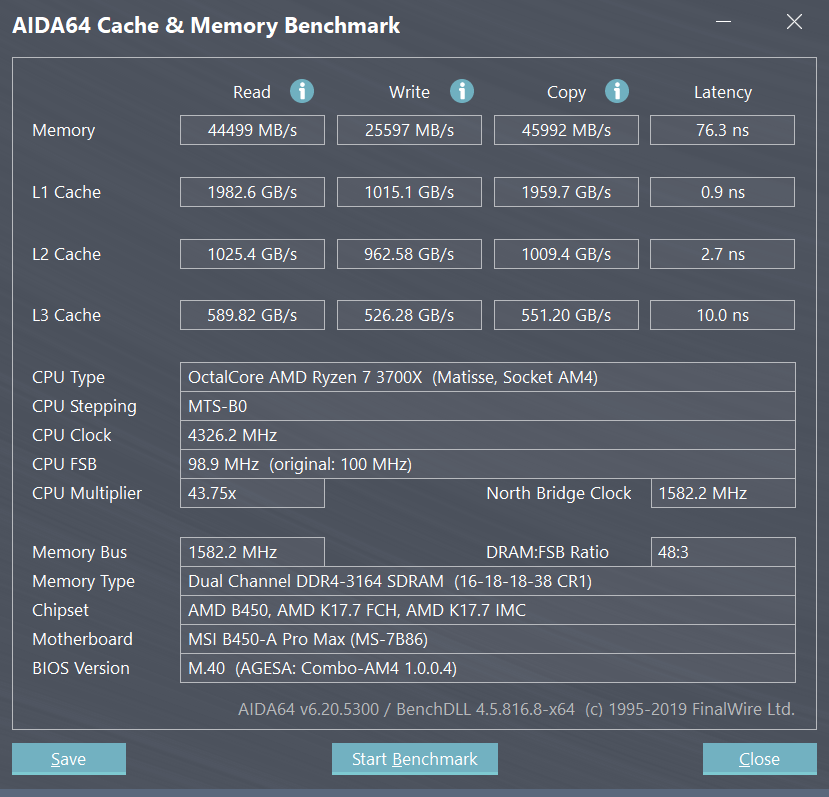 AIDA64 Cache & Memory Benchmark
Read Write Copy Latency
Memory 44499 MB/s 25597 MB/s 45992 MB/s 76.3 ns
L1 Cache 1982.6 GB/s 1015.1 GB/s 1959.7 GB/s 0.9 ns
L2 Cache 1025.4 GB/s 962.58 GB/s 1009.4 GB/s 2.7 ns
L3 Cache 589.82 GB/s 526.28 GB/s 551.20 GB/s 10.0 ns
CPU Type OctalCore AMD Ryzen 7 3700X (Matisse, Socket AM4)
CPU Stepping MTS-B0
CPU Clock 4326.2 MHz
CPU FSB 98.9 MHz (original: 100 MHz)
CPU Multiplier 43.75x North Bridge Clock 1582.2 MHz
Memory Bus 1582.2 MHz DRAM:FSB Ratio 48:3
Memory Type Dual Channel DDR4-3164 SDRAM (16-18-18-38 CR1)
Chipset AMD B450, AMD K17.7 FCH, AMD K17.7 IMC
Motherboard MSI B450-A Pro Max (MS-7B86)
BIOS Version M.40 (AGESA: Combo-AM4 1.0.0.4)
AIDA64 v6.20.5300 / BenchDLL 4.5.816.8-x64 (c) 1995-2019 FinalWire Ltd.
Save Start Benchmark Close